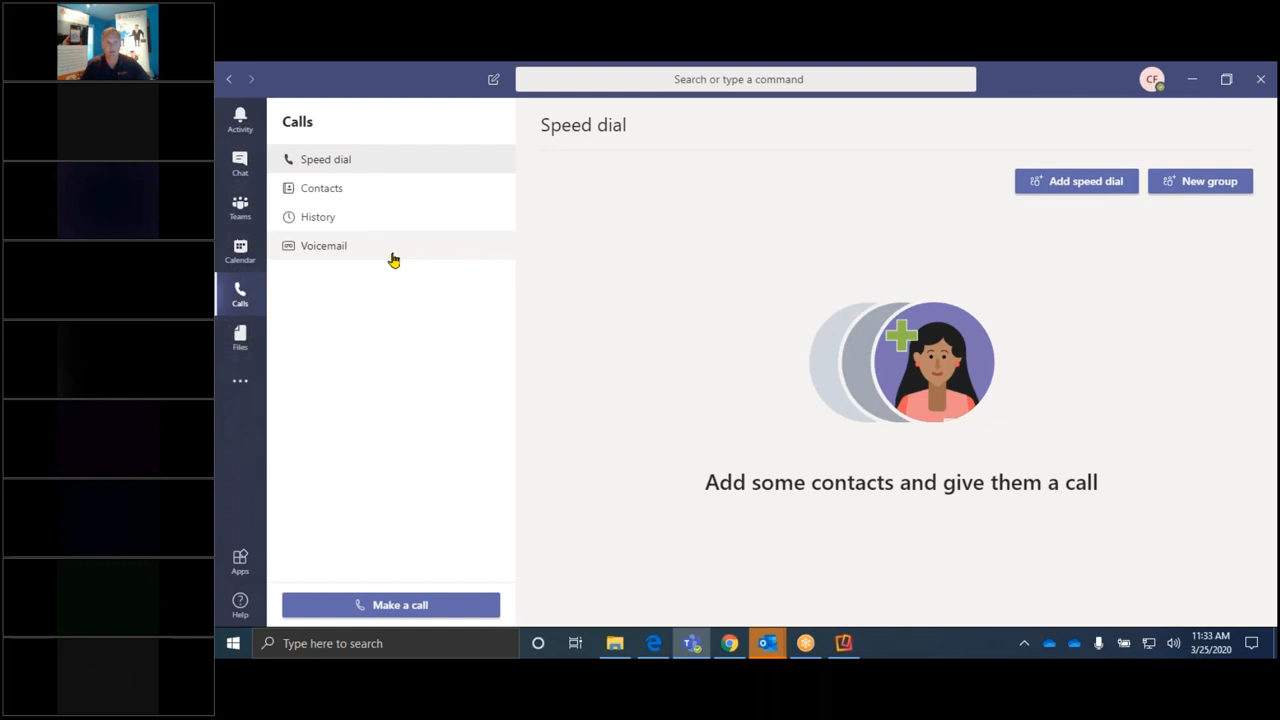 Search or type a command
CF
Activity
Chat
Teams
Calendar
Calls
Files
Apps
Help
Calls
Speed dial
Contacts
History
Voicemail
Make a call
Speed dial
Add speed dial
New group
Add some contacts and give them a call
Type here to search
11:33 AM
3/25/2020